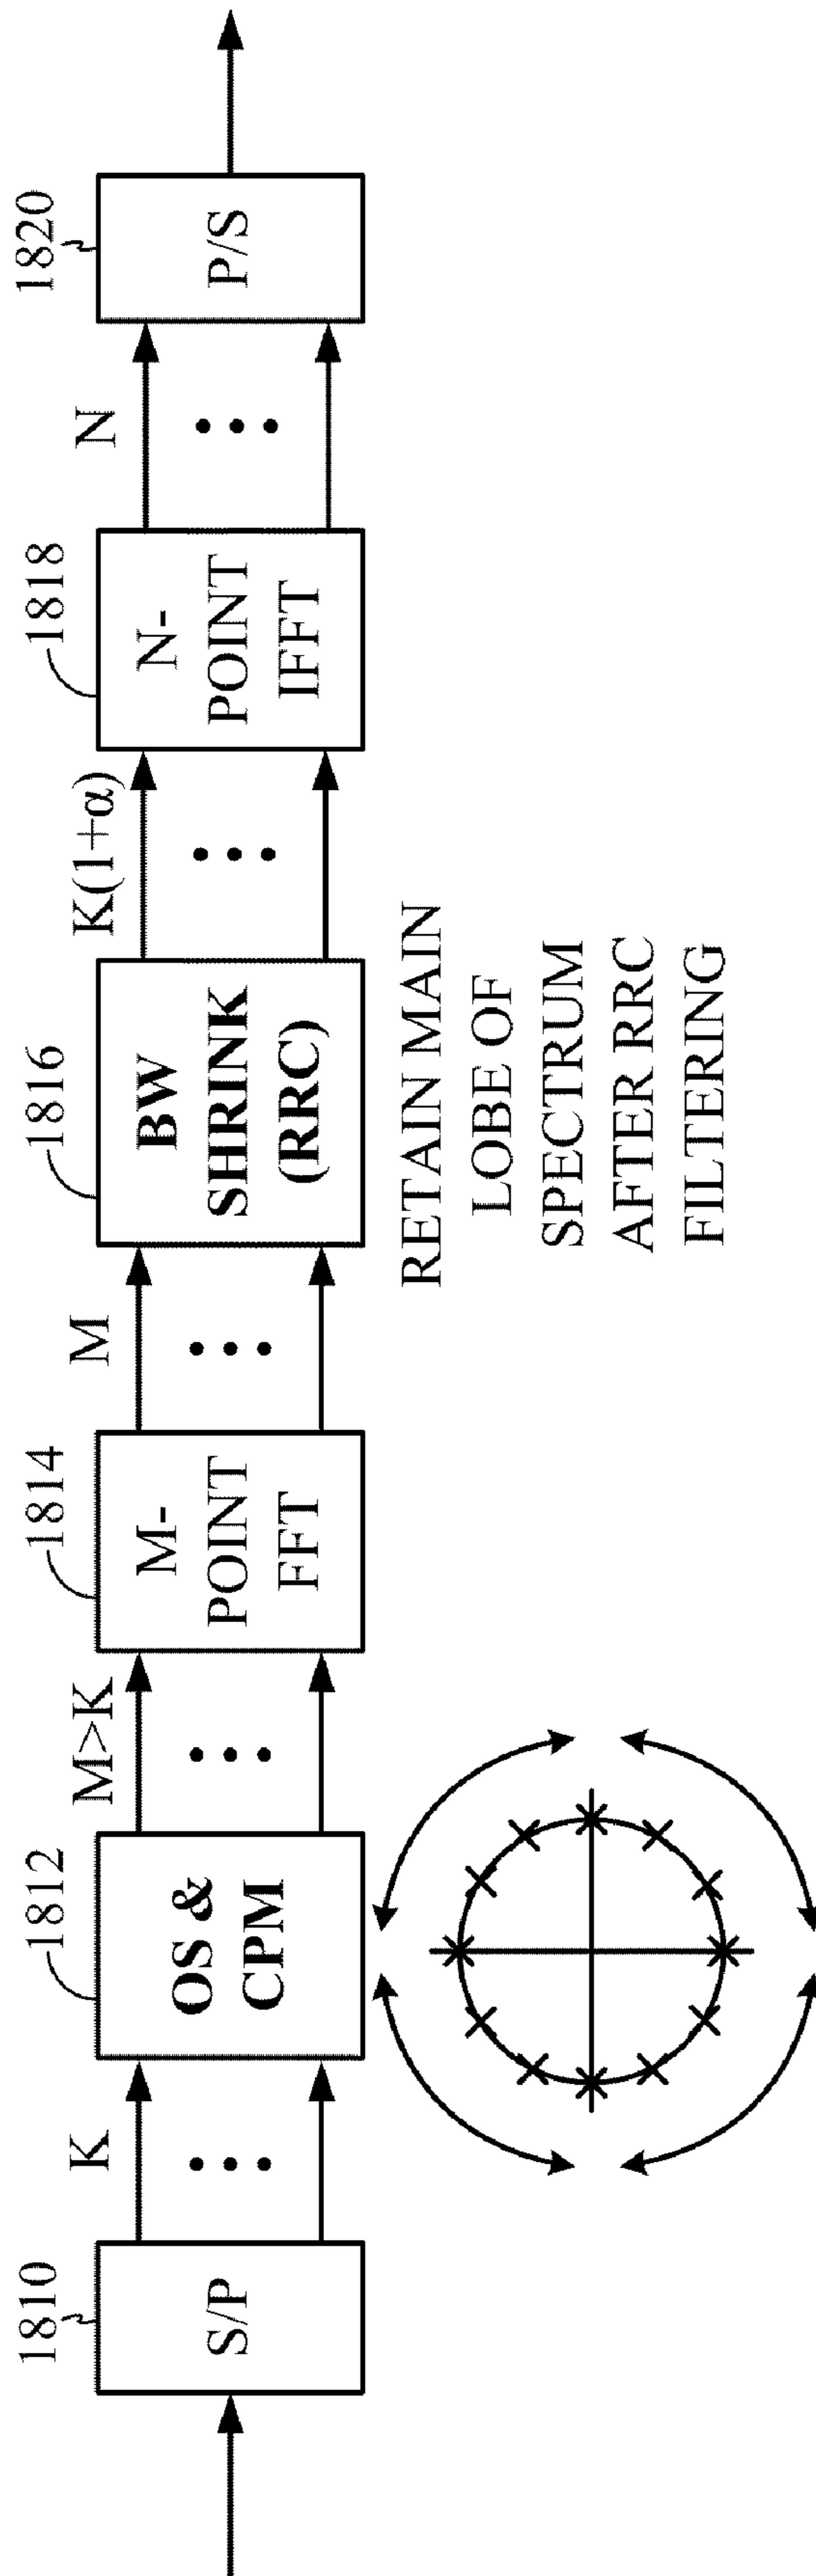 1810
S/P
K
1812
OS &
CPM
M>K
1814
M-
POINT
FFT
M
1816
BW
SHRINK
(RRC)
RETAIN MAIN
LOBE OF
SPECTRUM
AFTER RRC
FILTERING
K(1+α)
1818
N-
POINT
IFFT
N
1820
P/S